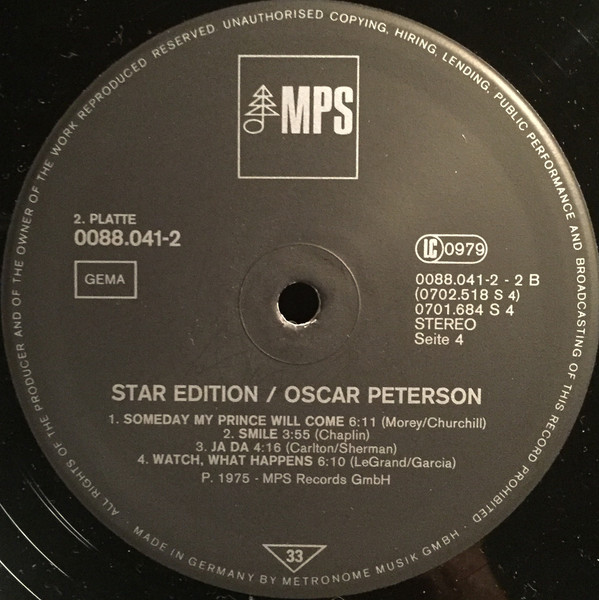 ALL RIGHTS OF THE PRODUCER AND OF THE OWNER OF THE WORK REPRODUCED RESERVED UNAUTHORISED COPYING, HIRING, LENDING, PUBLIC PERFORMANCE AND BROADCASTING OF THIS RECORD PROHIBITED
MPS
2. PLATTE
0088.041-2
GEMA
LC 0979
0088.041-2 - 2 B
(0702.518 S 4)
0701.684 S 4
STEREO
Seite 4
STAR EDITION / OSCAR PETERSON
1. SOMEDAY MY PRINCE WILL COME 6:11 (Morey/Churchill)
2. SMILE 3:55 (Chaplin)
3. JA DA 4:16 (Carlton/Sherman)
4. WATCH, WHAT HAPPENS 6:10 (LeGrand/Garcia)
P. 1975 - MPS Records GmbH
33
· MADE IN GERMANY BY METRONOME MUSIK GMBH ·